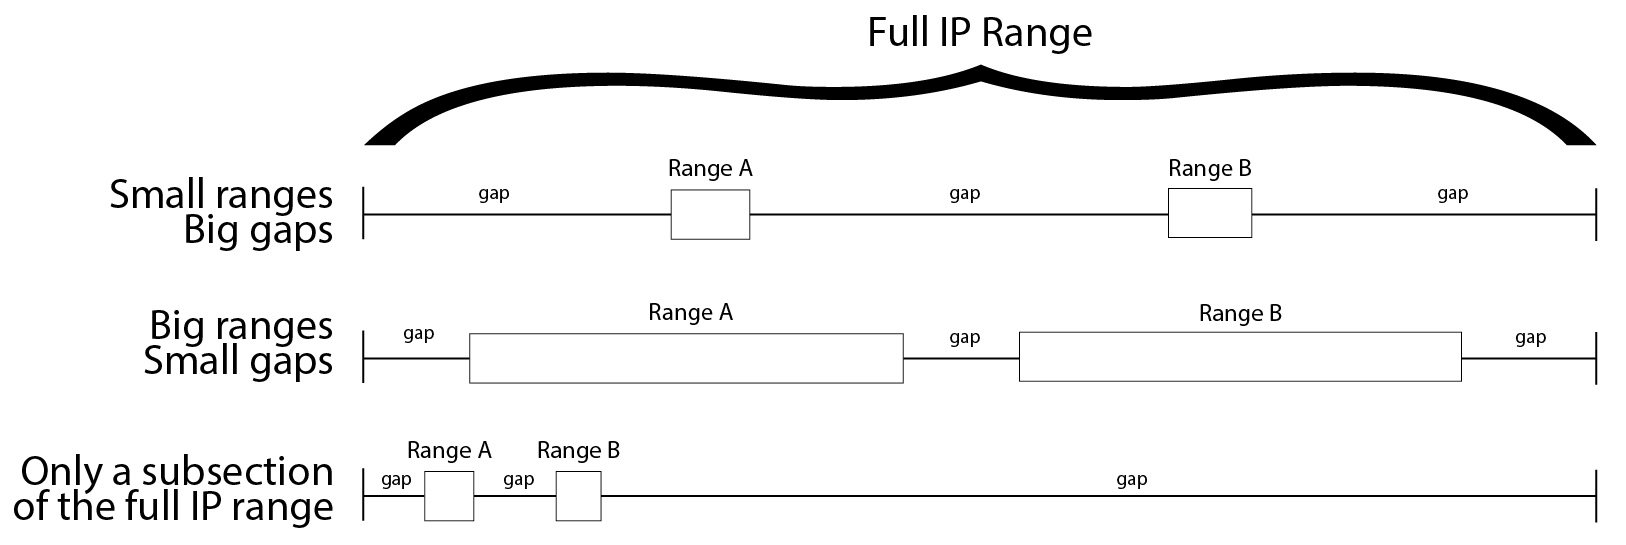 Full IP Range
Small ranges
Big gaps
gap
Range A
gap
Range B
gap
Big ranges
Small gaps
gap
Range A
gap
Range B
gap
Only a subsection
of the full IP range
gap
Range A
gap
Range B
gap